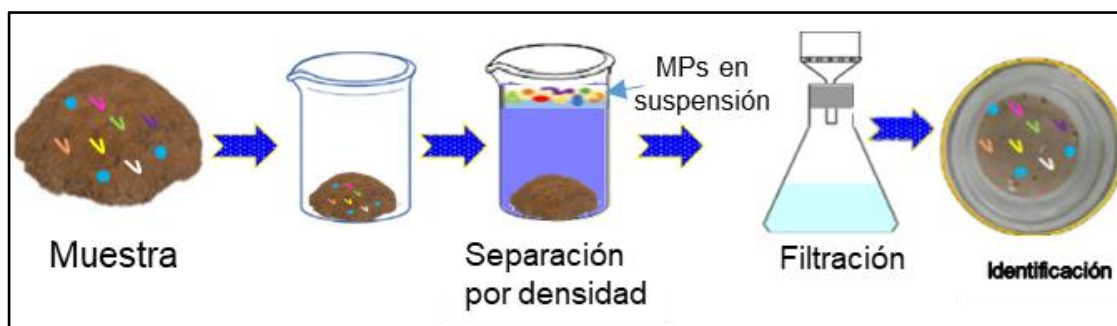 MPs en
suspensión
Muestra
Separación
por densidad
Filtración
Identificación